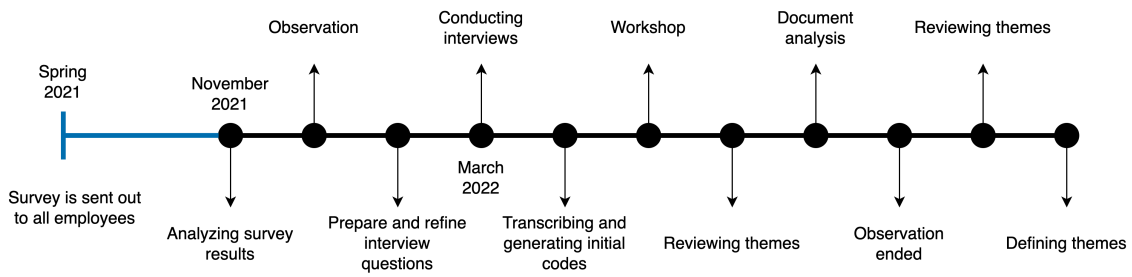 Spring
2021
Survey is sent out
to all employees
November
2021
Analyzing survey
results
Observation
Prepare and refine
interview
questions
Conducting
interviews
March
2022
Transcribing and
generating initial
codes
Workshop
Reviewing themes
Document
analysis
Observation
ended
Reviewing themes
Defining themes